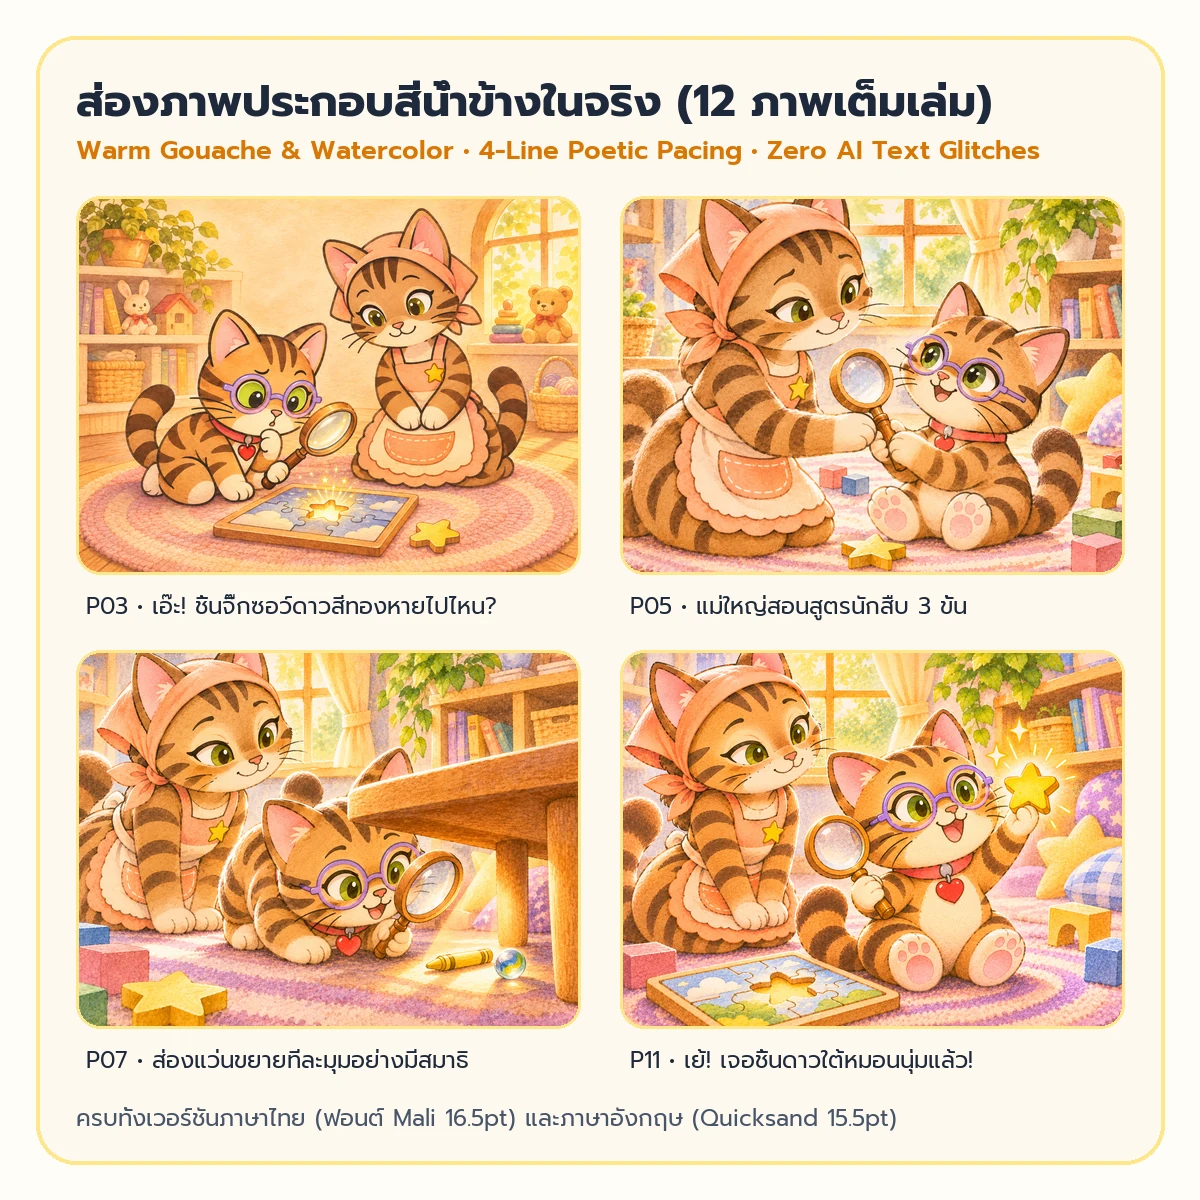 ส่องภาพประกอบสีน้ำข้างในจริง (12 ภาพเต็มเล่ม)
Warm Gouache & Watercolor · 4-Line Poetic Pacing · Zero AI Text Glitches
P03 · เอ๊ะ! ชิ้นจิ๊กซอว์ดาวสีทองหายไปไหน?
P05 · แม่ใหญ่สอนสูตรนักสืบ 3 ขั้น
P07 · ส่องแว่นขยายทีละมุมอย่างมีสมาธิ
P11 · เย้! เจอชิ้นดาวใต้หมอนนุ่มแล้ว!
ครบทั้งเวอร์ชันภาษาไทย (ฟอนต์ Mali 16.5pt) และภาษาอังกฤษ (Quicksand 15.5pt)